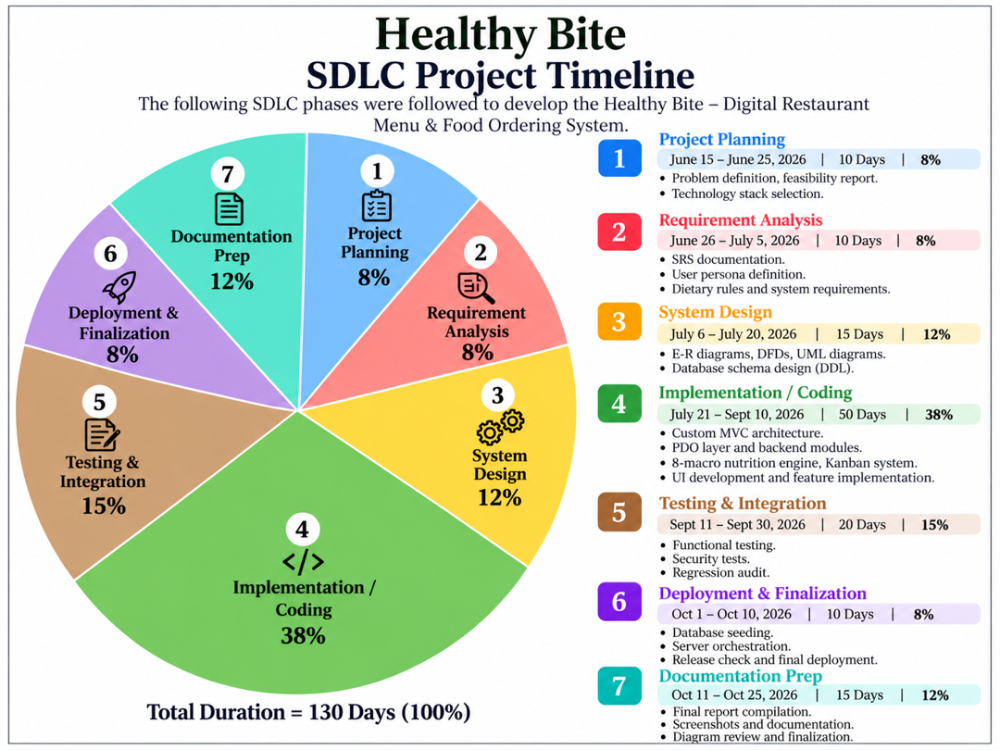 Healthy Bite
SDLC Project Timeline
The following SDLC phases were followed to develop the Healthy Bite – Digital Restaurant
Menu & Food Ordering System.
1
Project
Planning
8%
2
Requirement
Analysis
8%
3
System
Design
12%
4
</>
Implementation /
Coding
38%
5
Testing &
Integration
15%
6
Deployment &
Finalization
8%
7
Documentation
Prep
12%
Total Duration = 130 Days (100%)
1
Project Planning
June 15 – June 25, 2026 | 10 Days | 8%
• Problem definition, feasibility report.
• Technology stack selection.
2
Requirement Analysis
June 26 – July 5, 2026 | 10 Days | 8%
• SRS documentation.
• User persona definition.
• Dietary rules and system requirements.
3
System Design
July 6 – July 20, 2026 | 15 Days | 12%
• E-R diagrams, DFDs, UML diagrams.
• Database schema design (DDL).
4
Implementation / Coding
July 21 – Sept 10, 2026 | 50 Days | 38%
• Custom MVC architecture.
• PDO layer and backend modules.
• 8-macro nutrition engine, Kanban system.
• UI development and feature implementation.
5
Testing & Integration
Sept 11 – Sept 30, 2026 | 20 Days | 15%
• Functional testing.
• Security tests.
• Regression audit.
6
Deployment & Finalization
Oct 1 – Oct 10, 2026 | 10 Days | 8%
• Database seeding.
• Server orchestration.
• Release check and final deployment.
7
Documentation Prep
Oct 11 – Oct 25, 2026 | 15 Days | 12%
• Final report compilation.
• Screenshots and documentation.
• Diagram review and finalization.